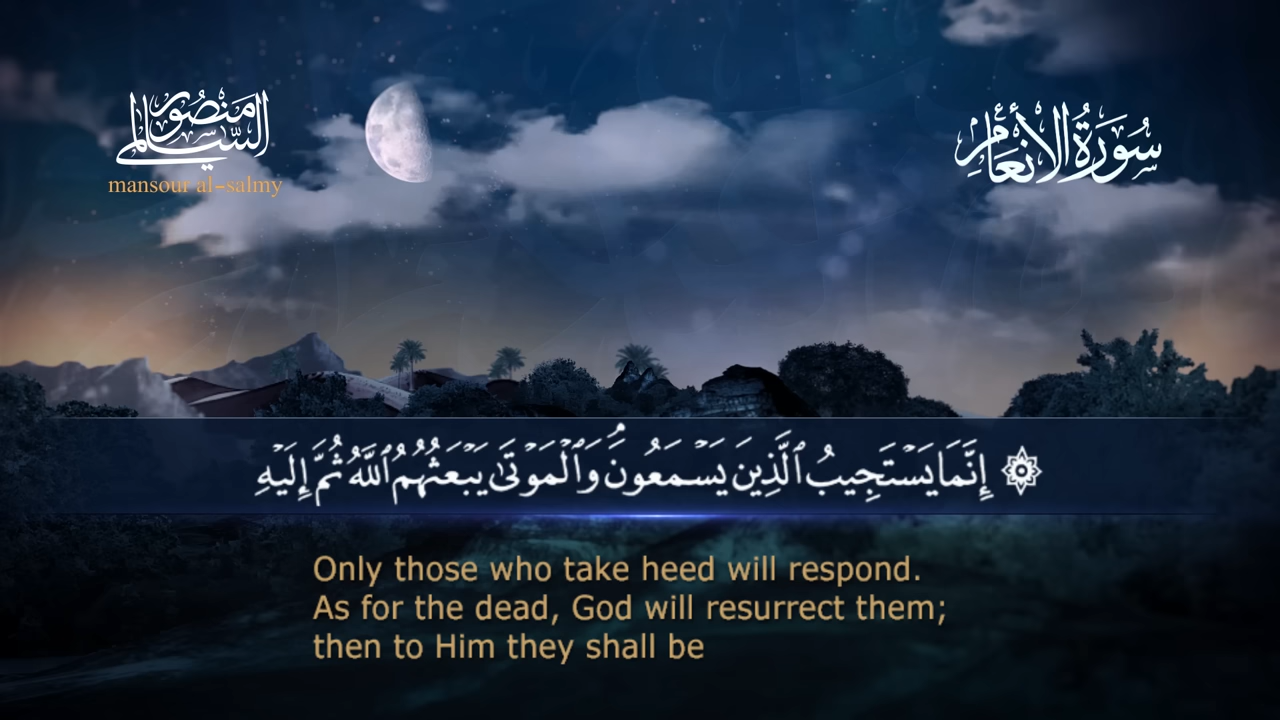 منصور السالمي
mansour al-salmy
سُورَةُ الأَنعَامِ
۞ إِنَّمَا يَسْتَجِيبُ ٱلَّذِينَ يَسْمَعُونَ ۘ وَٱلْمَوْتَىٰ يَبْعَثُهُمُ ٱللَّهُ ثُمَّ إِلَيْهِ
Only those who take heed will respond.
As for the dead, God will resurrect them;
then to Him they shall be